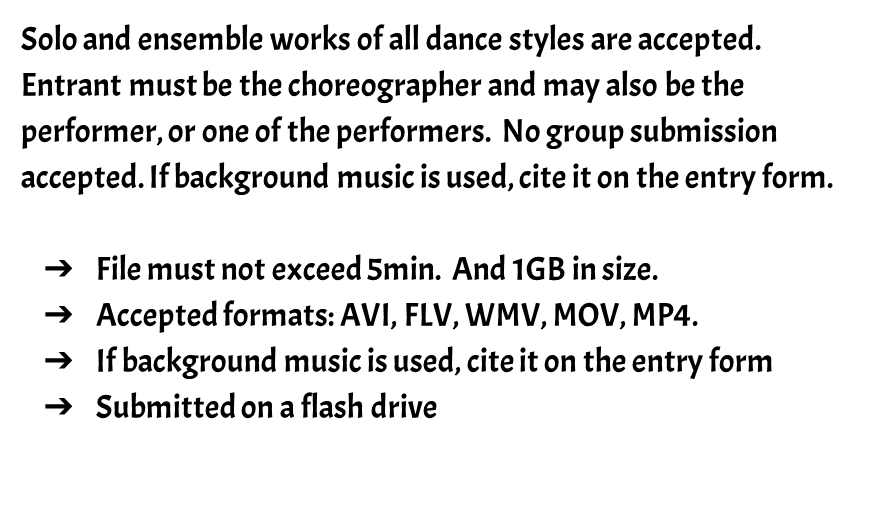 Solo and ensemble works of all dance styles are accepted.
Entrant must be the choreographer and may also be the
performer, or one of the performers.  No group submission
accepted. If background music is used, cite it on the entry form.
➔ File must not exceed 5min.  And 1GB in size.
➔ Accepted formats: AVI, FLV, WMV, MOV, MP4.
➔ If background music is used, cite it on the entry form
➔ Submitted on a flash drive